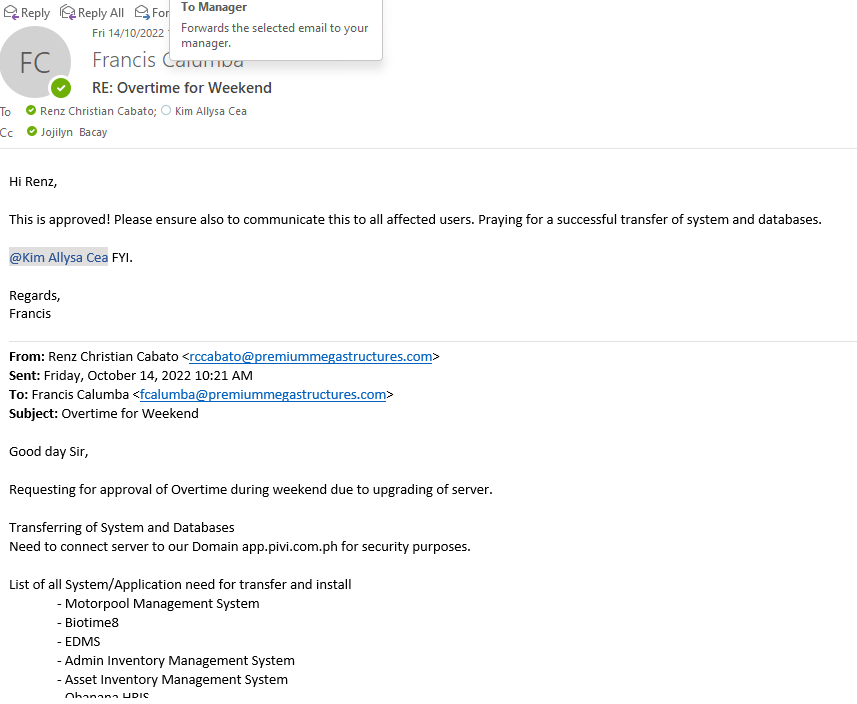 Reply Reply All For
To Manager
Forwards the selected email to your
manager.
Fri 14/10/2022
FC
Francis Calumba
RE: Overtime for Weekend
To Renz Christian Cabato; Kim Allysa Cea
Cc Jojilyn Bacay
Hi Renz,
This is approved! Please ensure also to communicate this to all affected users. Praying for a successful transfer of system and databases.
@Kim Allysa Cea FYI.
Regards,
Francis
From: Renz Christian Cabato <rccabato@premiummegastructures.com>
Sent: Friday, October 14, 2022 10:21 AM
To: Francis Calumba <fcalumba@premiummegastructures.com>
Subject: Overtime for Weekend
Good day Sir,
Requesting for approval of Overtime during weekend due to upgrading of server.
Transferring of System and Databases
Need to connect server to our Domain app.pivi.com.ph for security purposes.
List of all System/Application need for transfer and install
- Motorpool Management System
- Biotime8
- EDMS
- Admin Inventory Management System
- Asset Inventory Management System
- Obanana HRIS